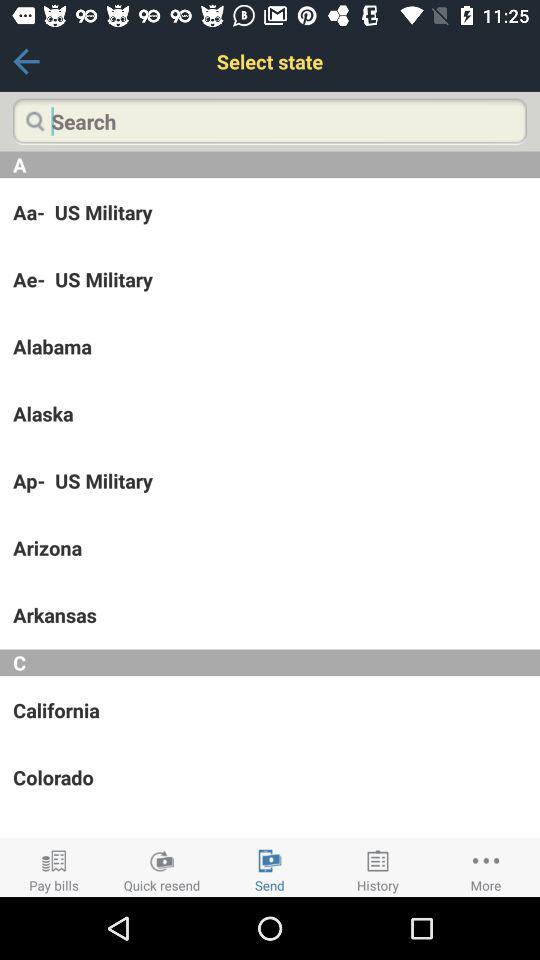 11:25
Select state
Search
A
Aa-  US Military
Ae-  US Military
Alabama
Alaska
Ap-  US Military
Arizona
Arkansas
C
California
Colorado
Pay bills
Quick resend
Send
History
More